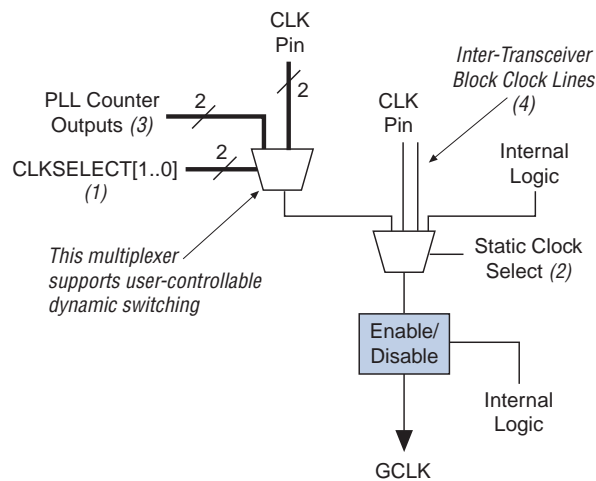 CLK
Pin
2
2
PLL Counter
Outputs (3)
CLKSELECT[1..0]
(1)
2
This multiplexer
supports user-controllable
dynamic switching
CLK
Pin
Inter-Transceiver
Block Clock Lines
(4)
Internal
Logic
Static Clock
Select (2)
Enable/
Disable
Internal
Logic
GCLK